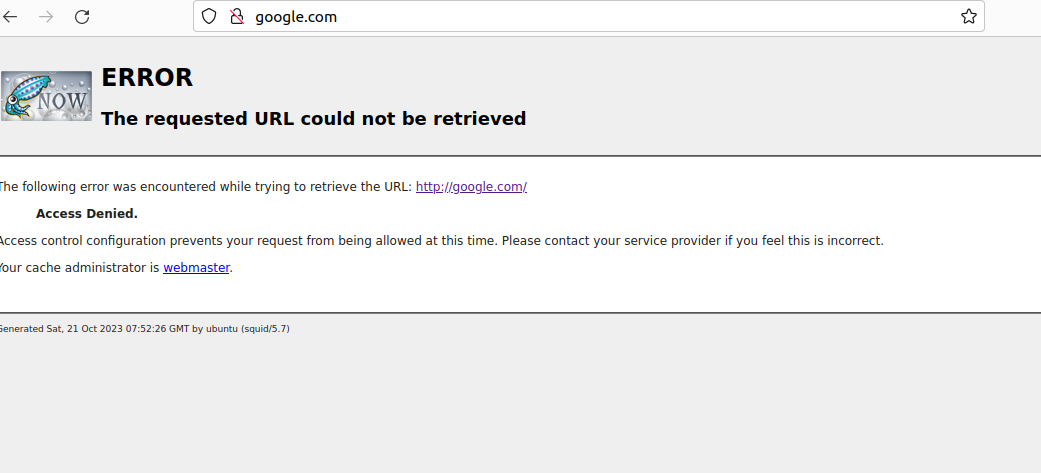 google.com
NOW
ERROR
The requested URL could not be retrieved
The following error was encountered while trying to retrieve the URL: http://google.com/
Access Denied.
Access control configuration prevents your request from being allowed at this time. Please contact your service provider if you feel this is incorrect.
Your cache administrator is webmaster.
Generated Sat, 21 Oct 2023 07:52:26 GMT by ubuntu (squid/5.7)